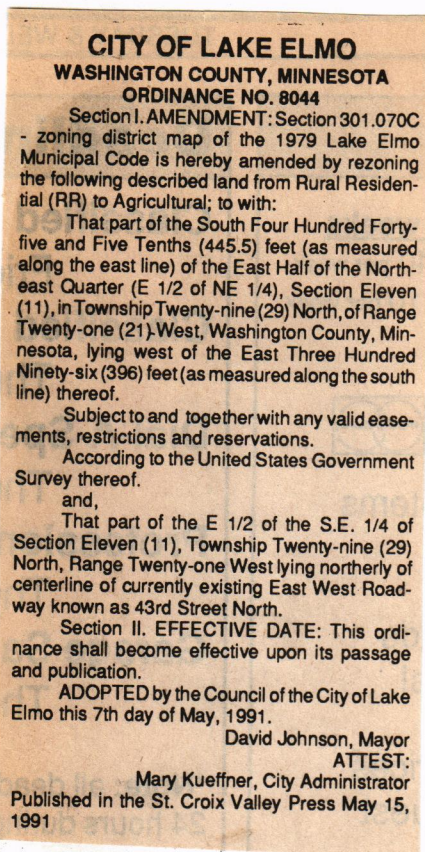 CITY OF LAKE ELMO
WASHINGTON COUNTY, MINNESOTA
ORDINANCE NO. 8044
Section I. AMENDMENT: Section 301.070C
- zoning district map of the 1979 Lake Elmo
Municipal Code is hereby amended by rezoning
the following described land from Rural Residen-
tial (RR) to Agricultural; to with:
That part of the South Four Hundred Forty-
five and Five Tenths (445.5) feet (as measured
along the east line) of the East Half of the North-
east Quarter (E 1/2 of NE 1/4), Section Eleven
(11), in Township Twenty-nine (29) North, of Range
Twenty-one (21) West, Washington County, Min-
nesota, lying west of the East Three Hundred
Ninety-six (396) feet (as measured along the south
line) thereof.
Subject to and together with any valid ease-
ments, restrictions and reservations.
According to the United States Government
Survey thereof.
and,
That part of the E 1/2 of the S.E. 1/4 of
Section Eleven (11), Township Twenty-nine (29)
North, Range Twenty-one West lying northerly of
centerline of currently existing East West Road-
way known as 43rd Street North.
Section II. EFFECTIVE DATE: This ordi-
nance shall become effective upon its passage
and publication.
ADOPTED by the Council of the City of Lake
Elmo this 7th day of May, 1991.
David Johnson, Mayor
ATTEST:
Mary Kueffner, City Administrator
Published in the St. Croix Valley Press May 15,
1991